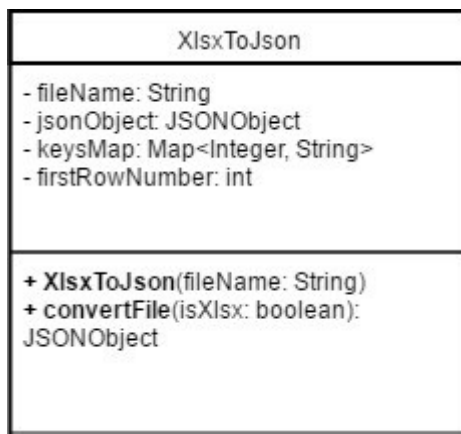 XlsxToJson
- fileName: String
- jsonObject: JSONObject
- keysMap: Map<Integer, String>
- firstRowNumber: int
+ XlsxToJson(fileName: String)
+ convertFile(isXlsx: boolean):
JSONObject